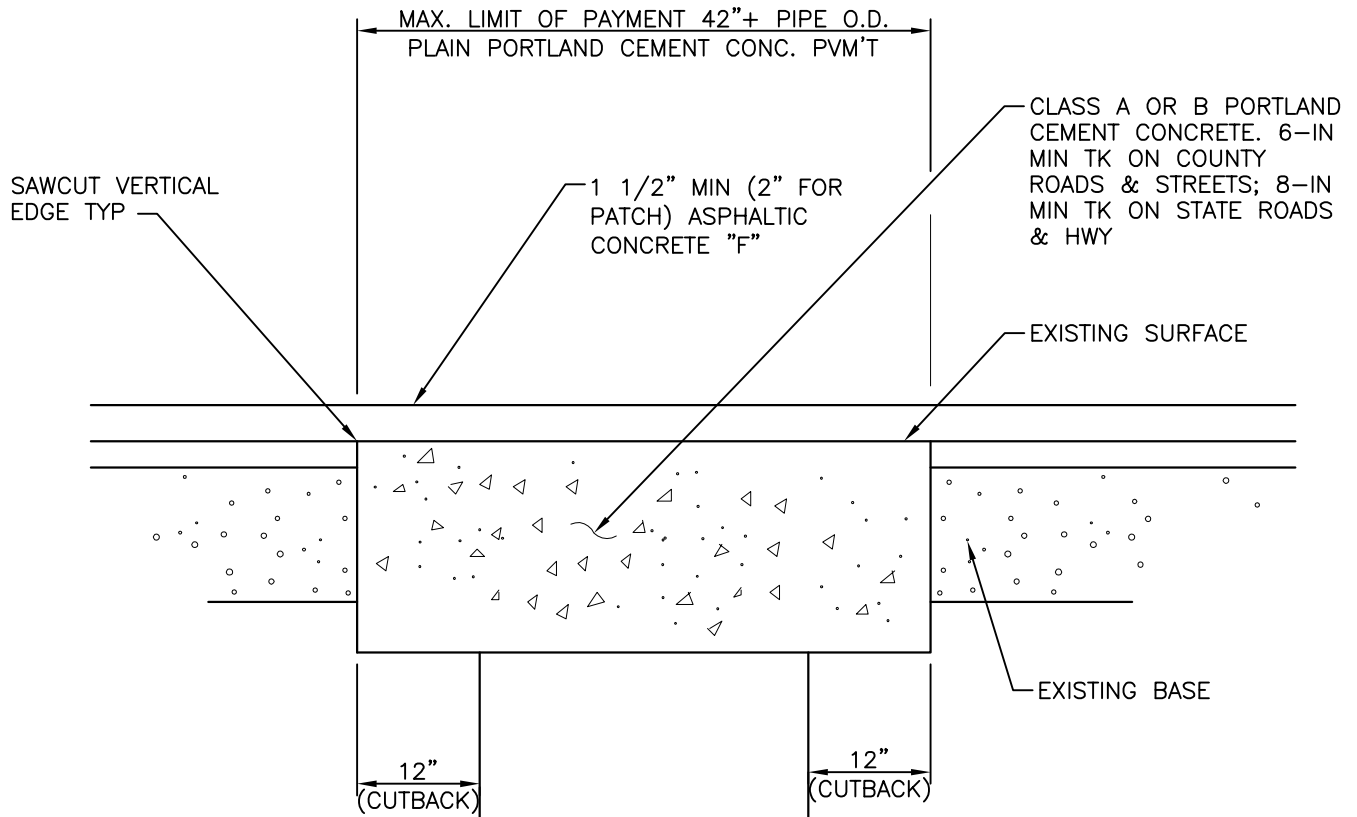 MAX. LIMIT OF PAYMENT 42"+ PIPE O.D.
PLAIN PORTLAND CEMENT CONC. PVM'T
CLASS A OR B PORTLAND
CEMENT CONCRETE. 6-IN
MIN TK ON COUNTY
ROADS & STREETS; 8-IN
MIN TK ON STATE ROADS
& HWY
SAWCUT VERTICAL
EDGE TYP
1 1/2" MIN (2" FOR
PATCH) ASPHALTIC
CONCRETE "F"
EXISTING SURFACE
EXISTING BASE
12"
(CUTBACK)
12"
(CUTBACK)